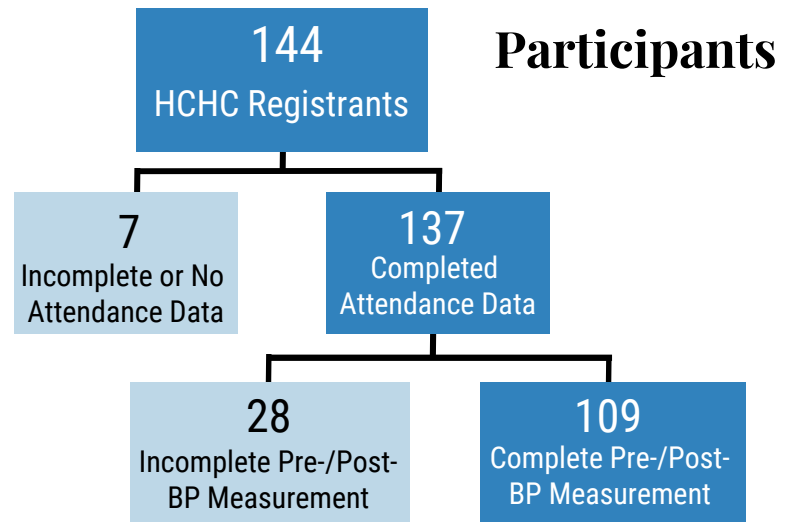 Participants
144
HCHC Registrants
7
Incomplete or No
Attendance Data
137
Completed
Attendance Data
28
Incomplete Pre-/Post-
BP Measurement
109
Complete Pre-/Post-
BP Measurement